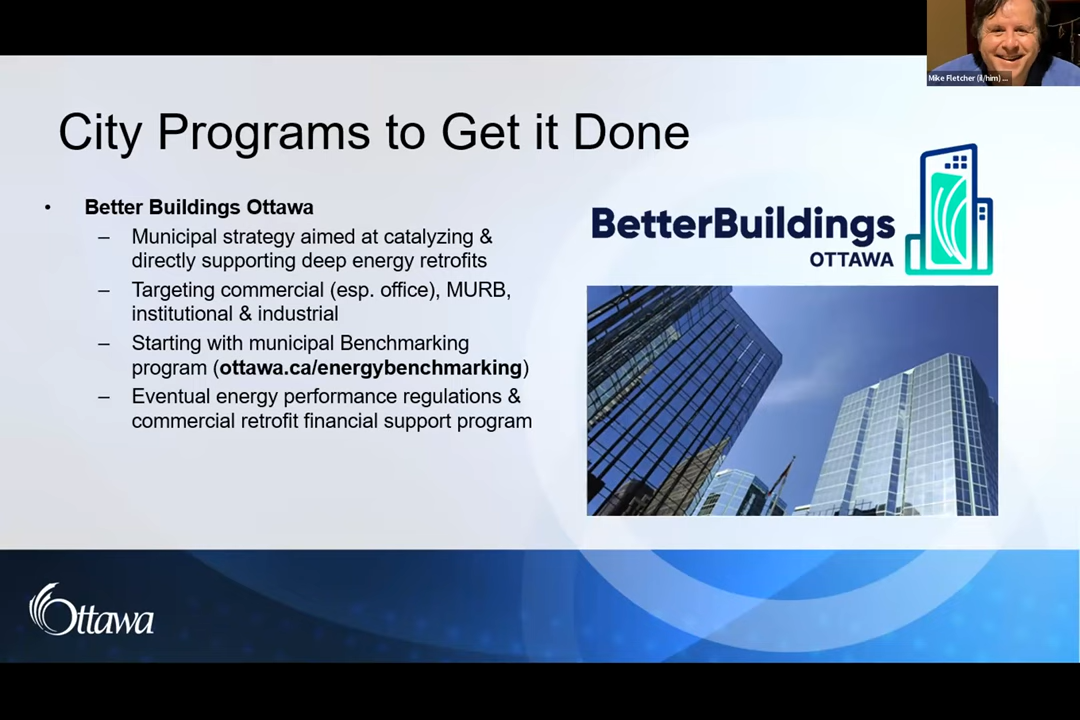 Mike Fletcher (il/him) ...
City Programs to Get it Done
• Better Buildings Ottawa
– Municipal strategy aimed at catalyzing &
directly supporting deep energy retrofits
– Targeting commercial (esp. office), MURB,
institutional & industrial
– Starting with municipal Benchmarking
program (ottawa.ca/energybenchmarking)
– Eventual energy performance regulations &
commercial retrofit financial support program
BetterBuildings
OTTAWA
Ottawa